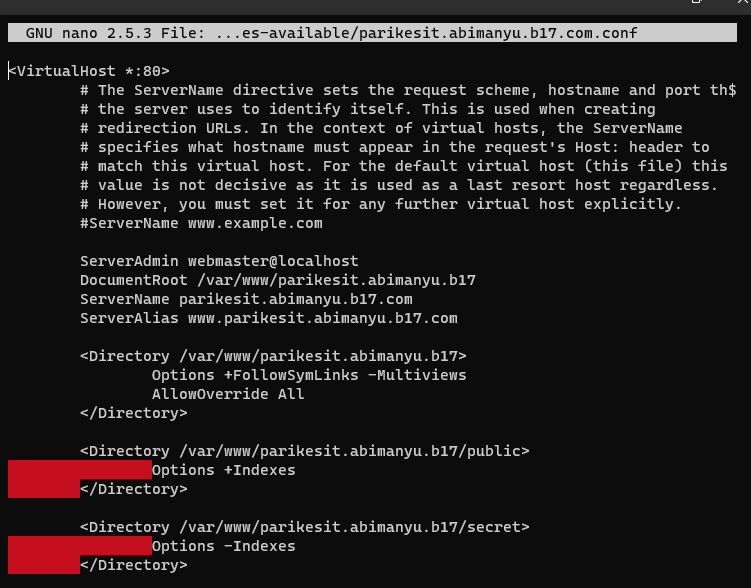 GNU nano 2.5.3 File: ...es-available/parikesit.abimanyu.b17.com.conf
<VirtualHost *:80>
# The ServerName directive sets the request scheme, hostname and port th$
# the server uses to identify itself. This is used when creating
# redirection URLs. In the context of virtual hosts, the ServerName
# specifies what hostname must appear in the request's Host: header to
# match this virtual host. For the default virtual host (this file) this
# value is not decisive as it is used as a last resort host regardless.
# However, you must set it for any further virtual host explicitly.
#ServerName www.example.com
ServerAdmin webmaster@localhost
DocumentRoot /var/www/parikesit.abimanyu.b17
ServerName parikesit.abimanyu.b17.com
ServerAlias www.parikesit.abimanyu.b17.com
<Directory /var/www/parikesit.abimanyu.b17>
Options +FollowSymLinks -Multiviews
AllowOverride All
</Directory>
<Directory /var/www/parikesit.abimanyu.b17/public>
Options +Indexes
</Directory>
<Directory /var/www/parikesit.abimanyu.b17/secret>
Options -Indexes
</Directory>